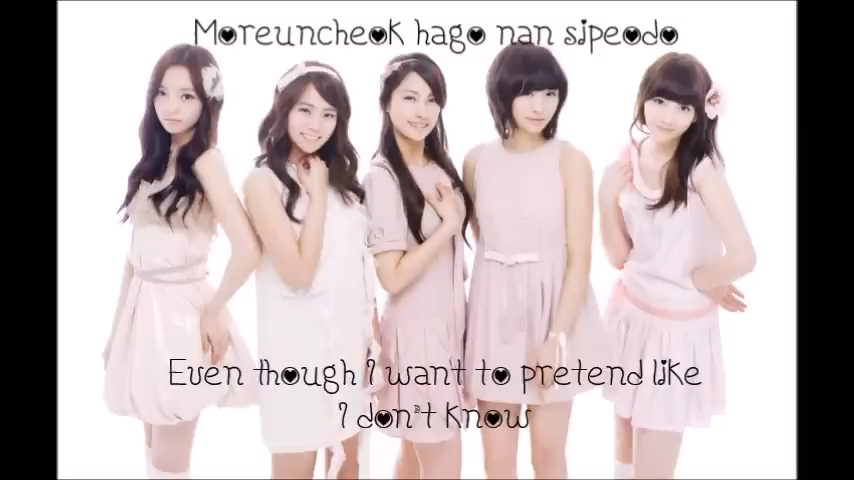 Moreuncheok hago nan sipeodo
Even though I want to pretend like
I don't know